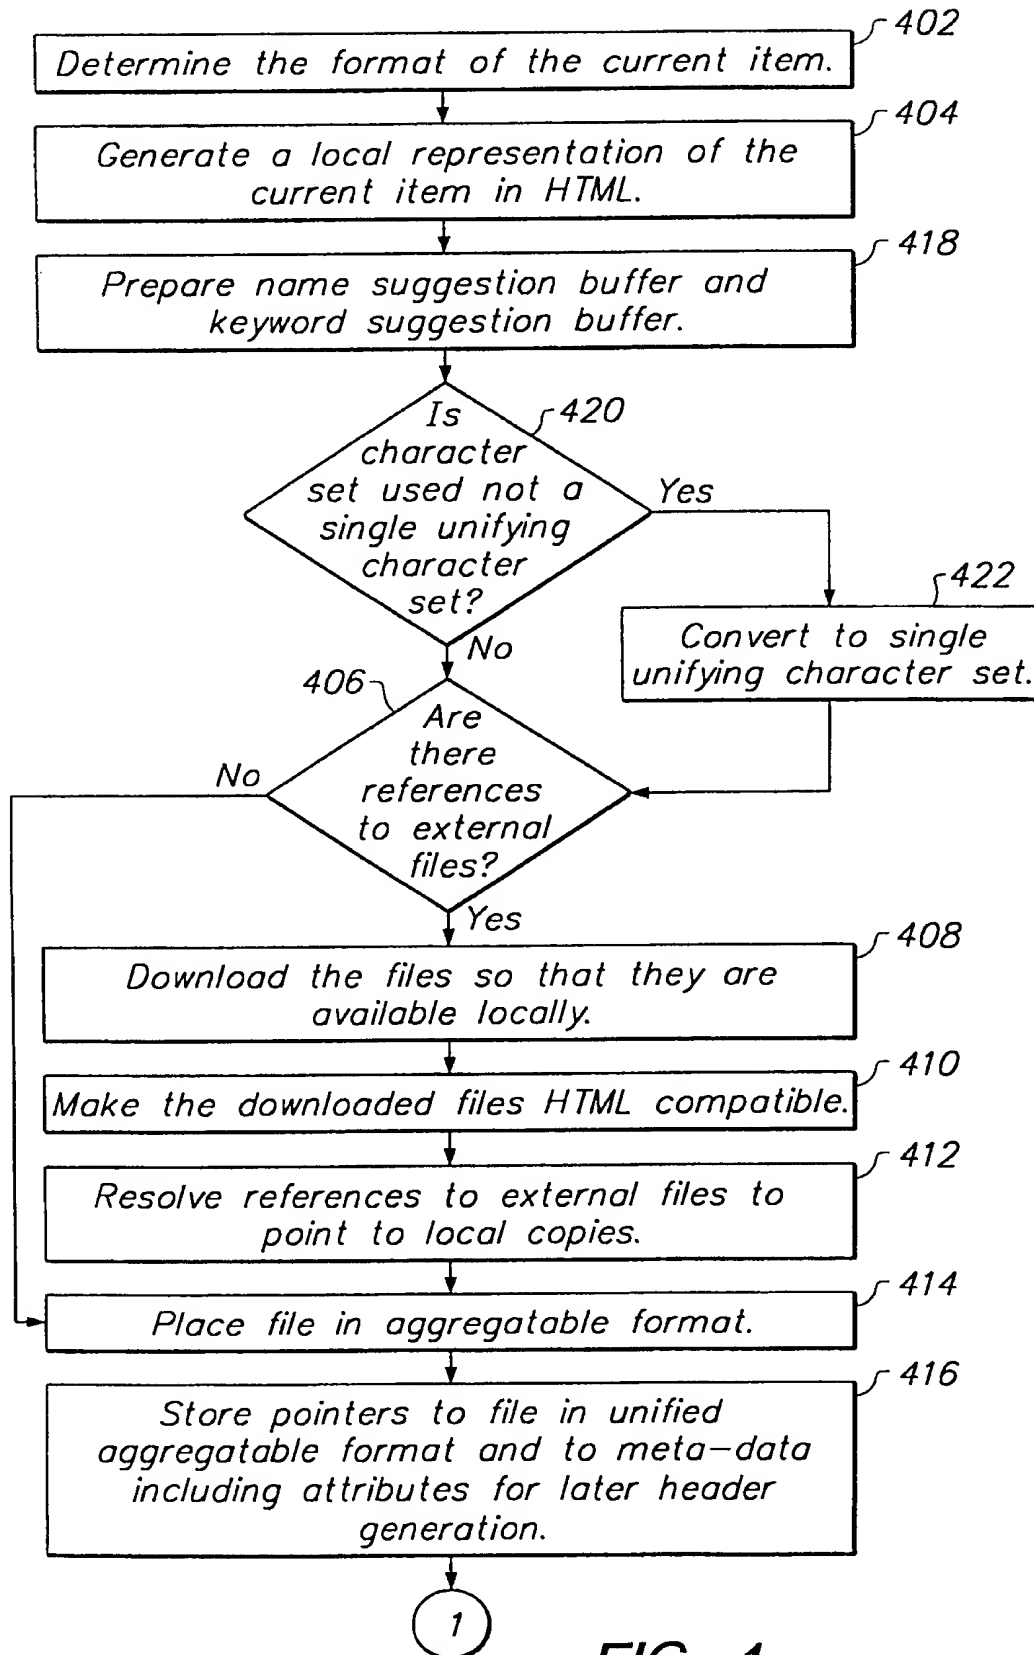 402
Determine the format of the current item.
404
Generate a local representation of the
current item in HTML.
418
Prepare name suggestion buffer and
keyword suggestion buffer.
420
Is
character
set used not a
single unifying
character
set?
Yes
422
Convert to single
unifying character set.
No
406
Are
there
references
to external
files?
No
Yes
408
Download the files so that they are
available locally.
410
Make the downloaded files HTML compatible.
412
Resolve references to external files to
point to local copies.
414
Place file in aggregatable format.
416
Store pointers to file in unified
aggregatable format and to meta-data
including attributes for later header
generation.
1